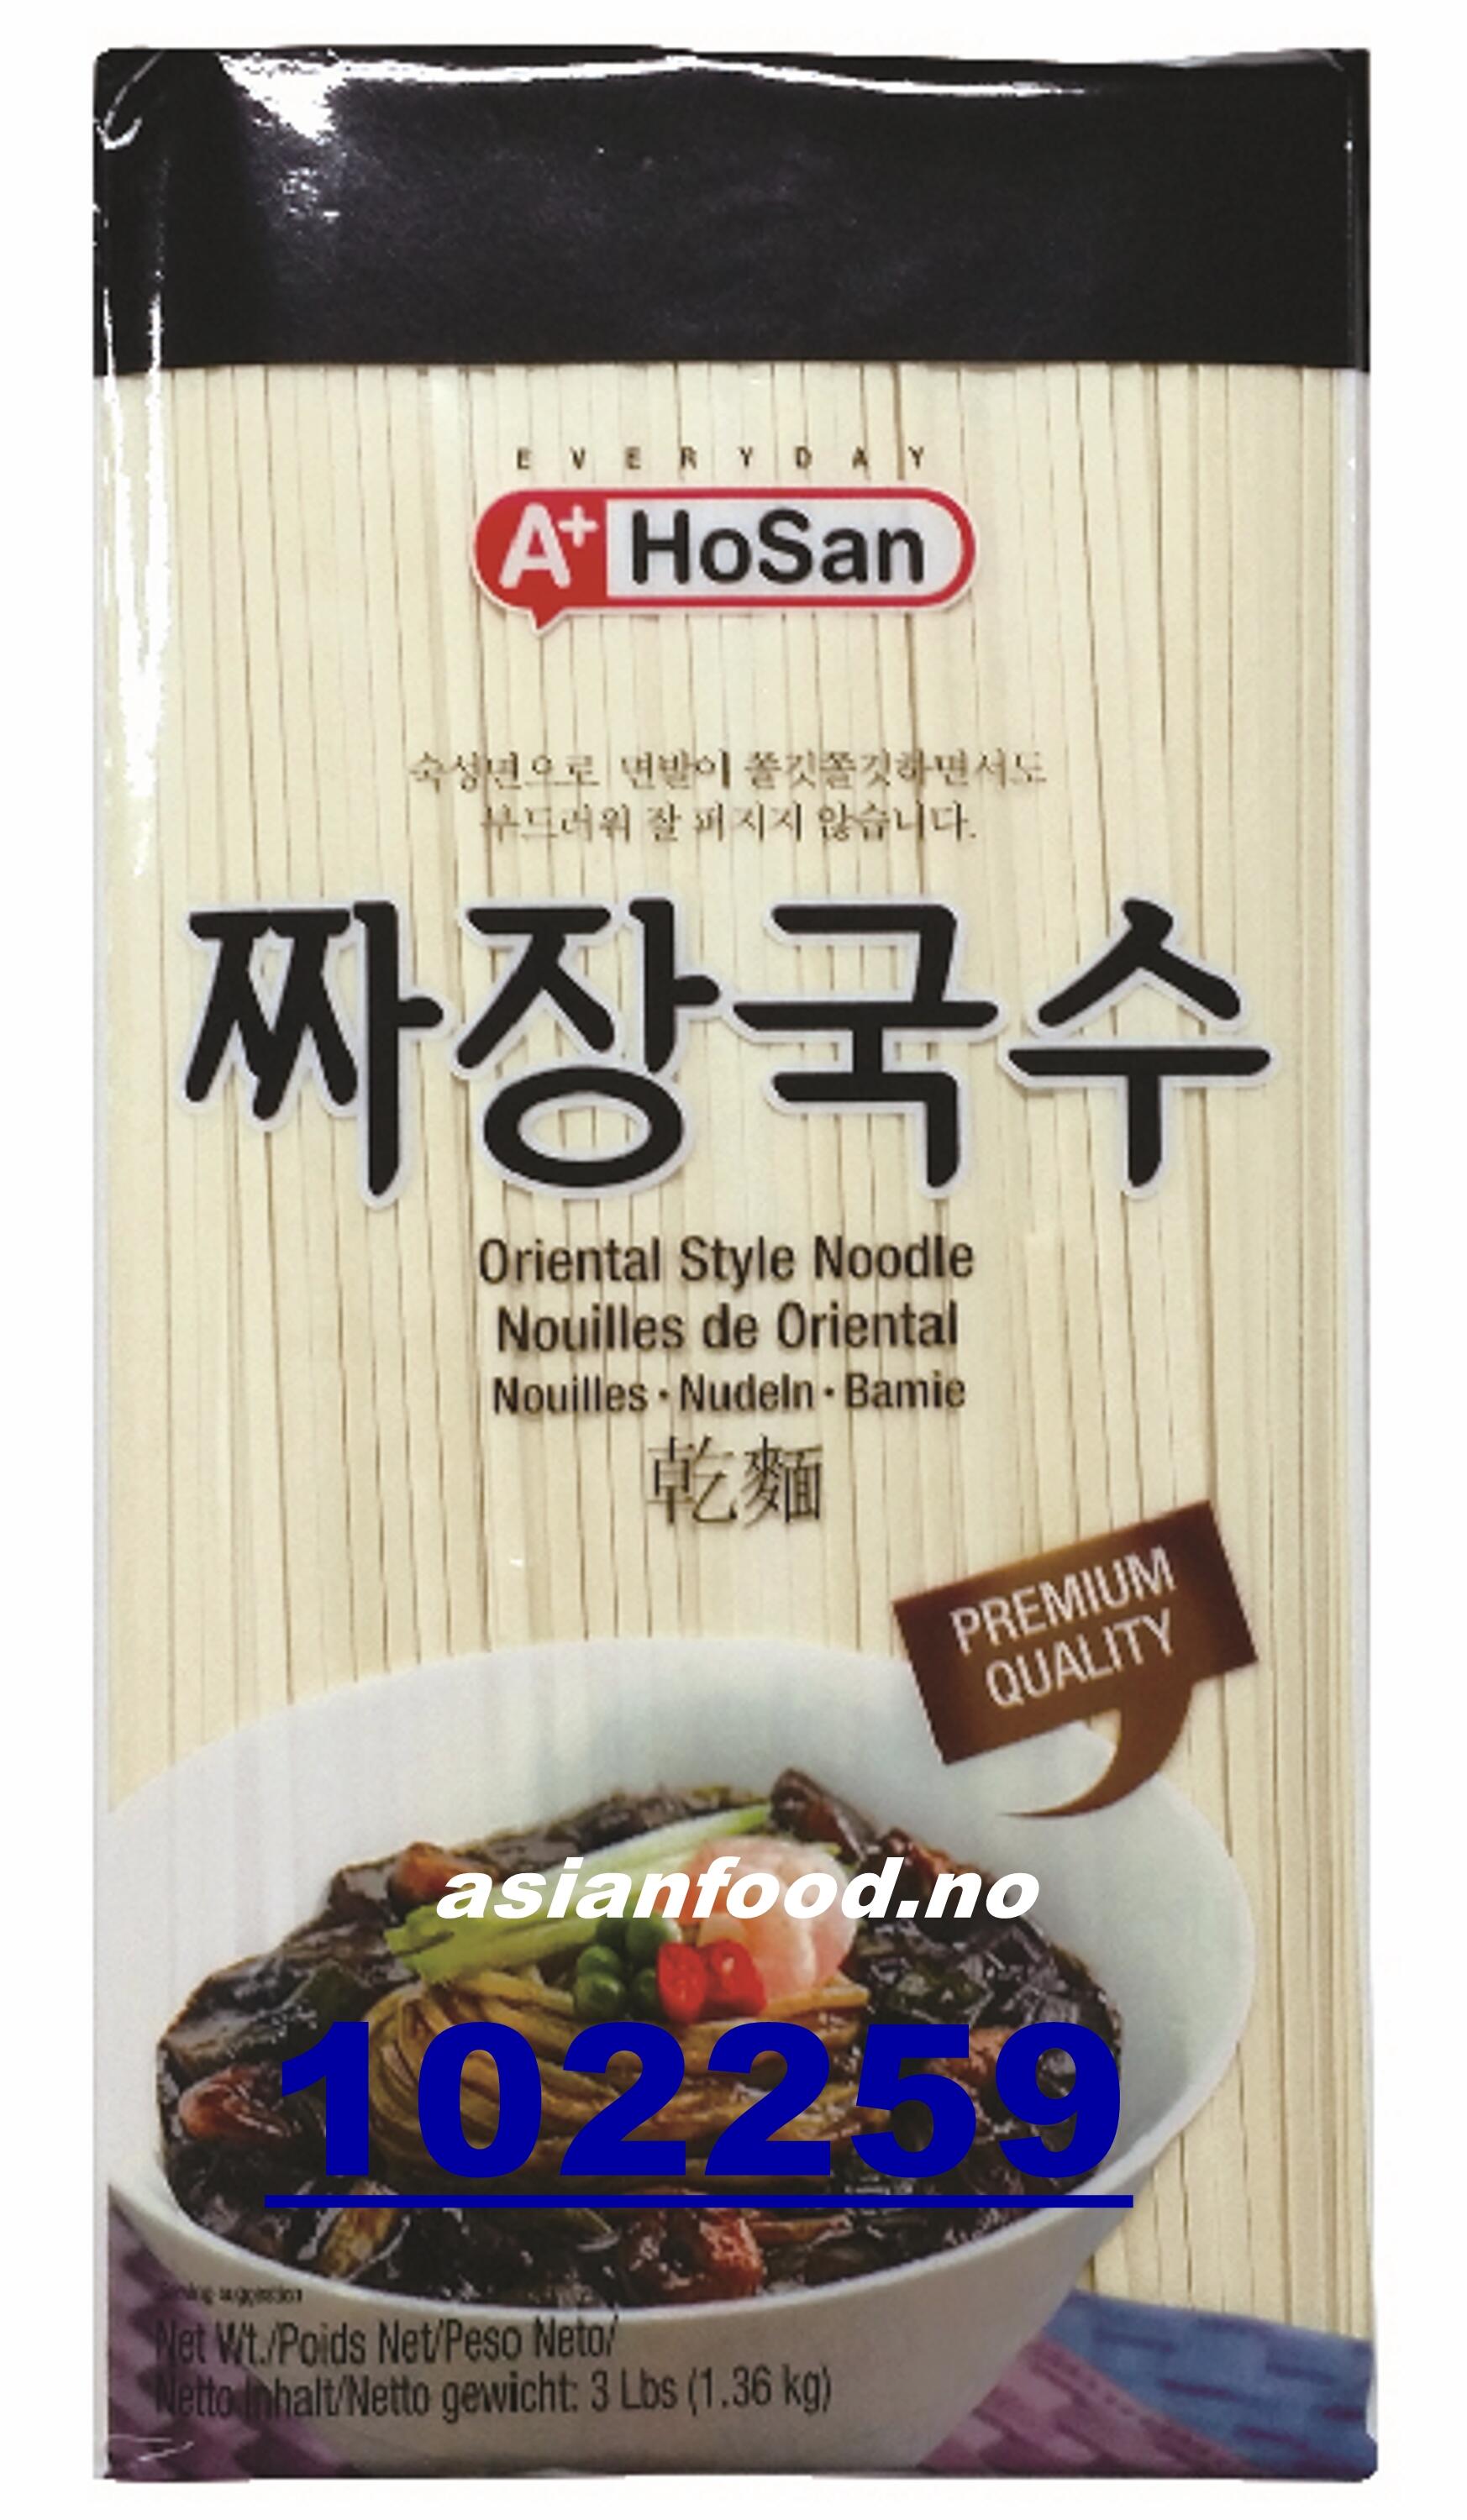 EVERYDAY
A+ HoSan
숙성면으로 면발이 쫄깃쫄깃하면서도
부드러워 잘 퍼지지 않습니다.
짜장국수
Oriental Style Noodle
Nouilles de Oriental
Nouilles · Nudeln · Bamie
乾麵
PREMIUM
QUALITY
asianfood.no
102259
Serving suggestion
Net Wt./Poids Net/Peso Neto/
Netto Inhalt/Netto gewicht: 3 Lbs (1.36 kg)